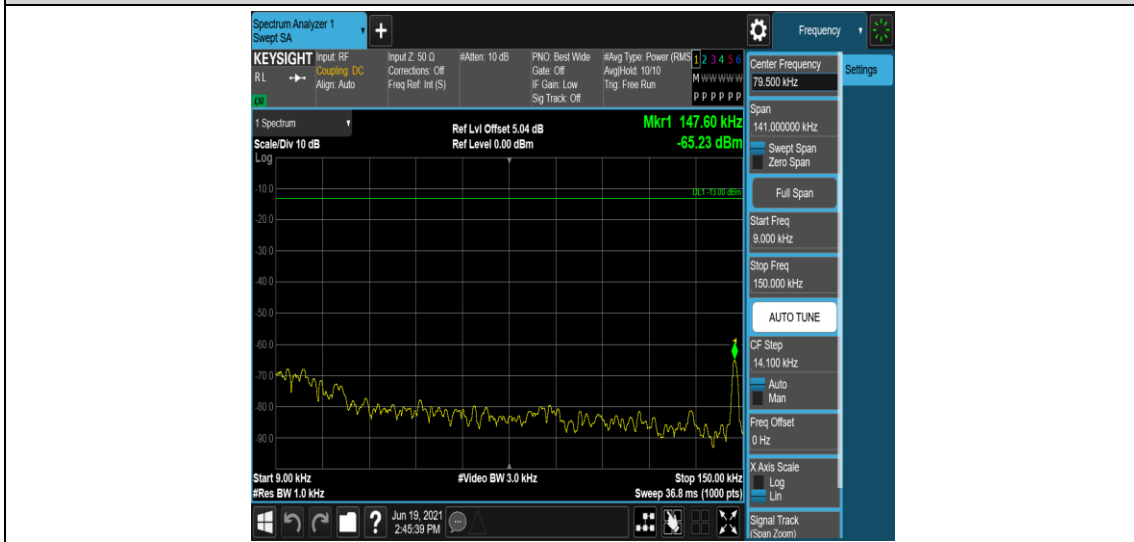 Spectrum Analyzer 1
Swept SA
+
Frequency
KEYSIGHT
RL
Input: RF
Coupling: DC
Align: Auto
Input Z: 50 Ω
Corrections: Off
Freq Ref: Int (S)
#Atten: 10 dB
PNO: Best Wide
Gate: Off
IF Gain: Low
Sig Track: Off
#Avg Type: Power (RMS
Avg|Hold: 10/10
Trig: Free Run
1 2 3 4 5 6
M W W W W W
P P P P P P
1 Spectrum
Scale/Div 10 dB
Ref Lvl Offset 5.04 dB
Ref Level 0.00 dBm
Mkr1 147.60 kHz
-65.23 dBm
Log
-10.0
DL1 -13.00 dBm
-20.0
-30.0
-40.0
-50.0
-60.0
-70.0
-80.0
-90.0
Start 9.00 kHz
#Video BW 3.0 kHz
Stop 150.00 kHz
#Res BW 1.0 kHz
Sweep 36.8 ms (1000 pts)
?
Jun 19, 2021
2:45:39 PM
Center Frequency
79.500 kHz
Settings
Span
141.000000 kHz
Swept Span
Zero Span
Full Span
Start Freq
9.000 kHz
Stop Freq
150.000 kHz
AUTO TUNE
CF Step
14.100 kHz
Auto
Man
Freq Offset
0 Hz
X Axis Scale
Log
Lin
Signal Track
(Span Zoom)